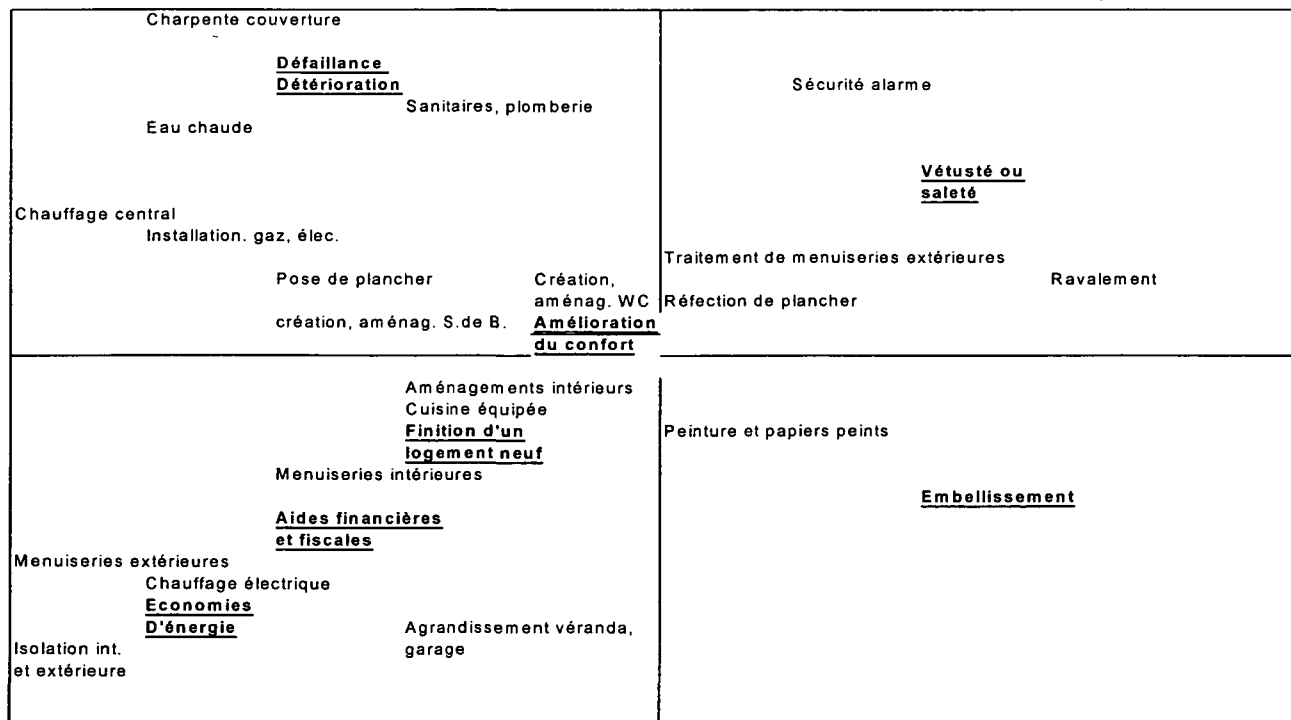 Charpente couverture
Défaillance
Détérioration
Sécurité alarme
Sanitaires, plomberie
Eau chaude
Vétusté ou
saleté
Chauffage central
Installation. gaz, élec.
Traitement de menuiseries extérieures
Pose de plancher
Création,
Ravalement
aménag. WC
Réfection de plancher
création, aménag. S.de B.
Amélioration
du confort
Aménagements intérieurs
Cuisine équipée
Finition d'un
logement neuf
Peinture et papiers peints
Menuiseries intérieures
Embellissement
Aides financières
et fiscales
Menuiseries extérieures
Chauffage électrique
Economies
D'énergie
Agrandissement véranda,
garage
Isolation int.
et extérieure